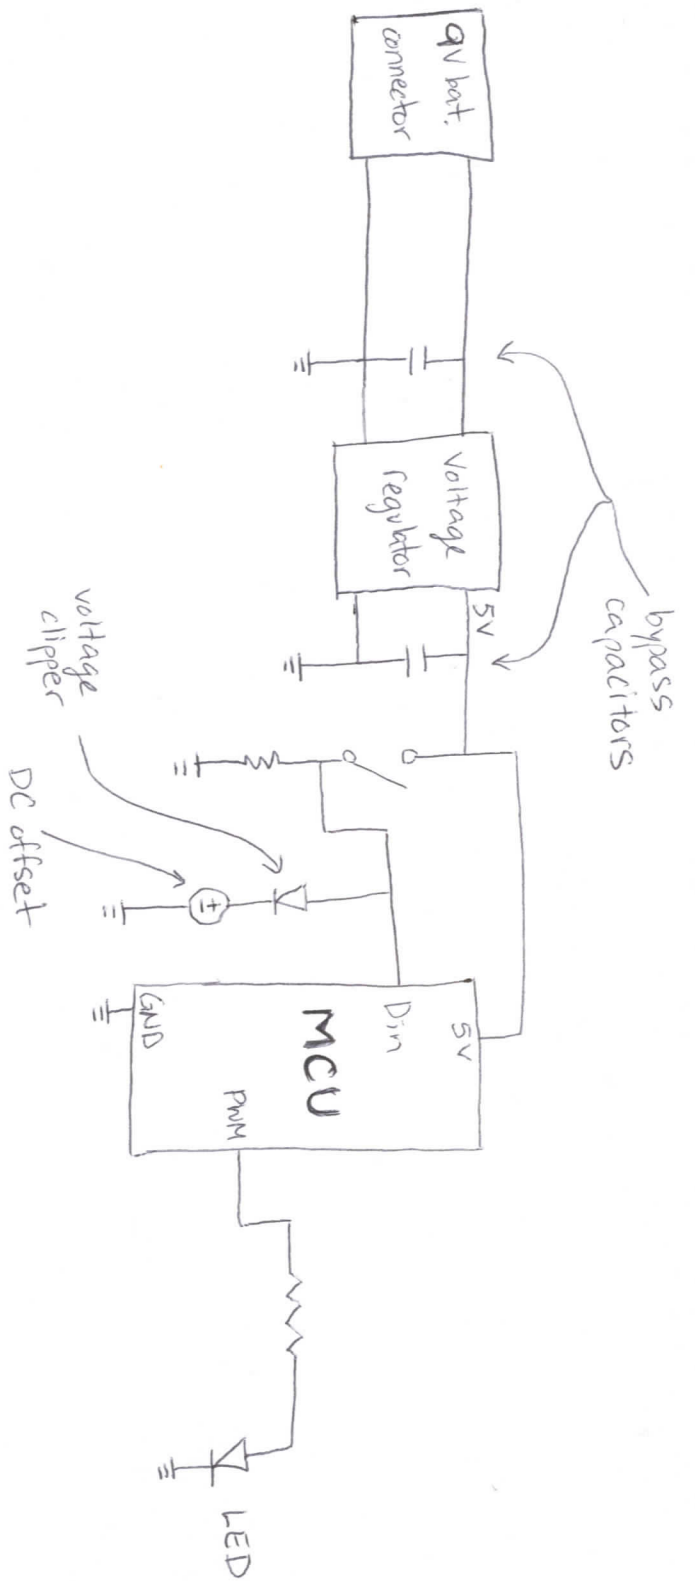 9V bat.
connector
Voltage
regulator
5V
bypass
capacitors
voltage
clipper
DC offset
5V
Din
MCU
GND
PWM
LED